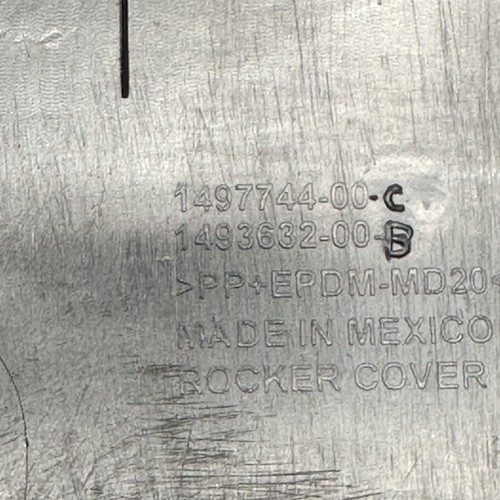 1497744-00-C
1493632-00-B
>PP+EPDM-MD20<
MADE IN MEXICO
ROCKER COVER